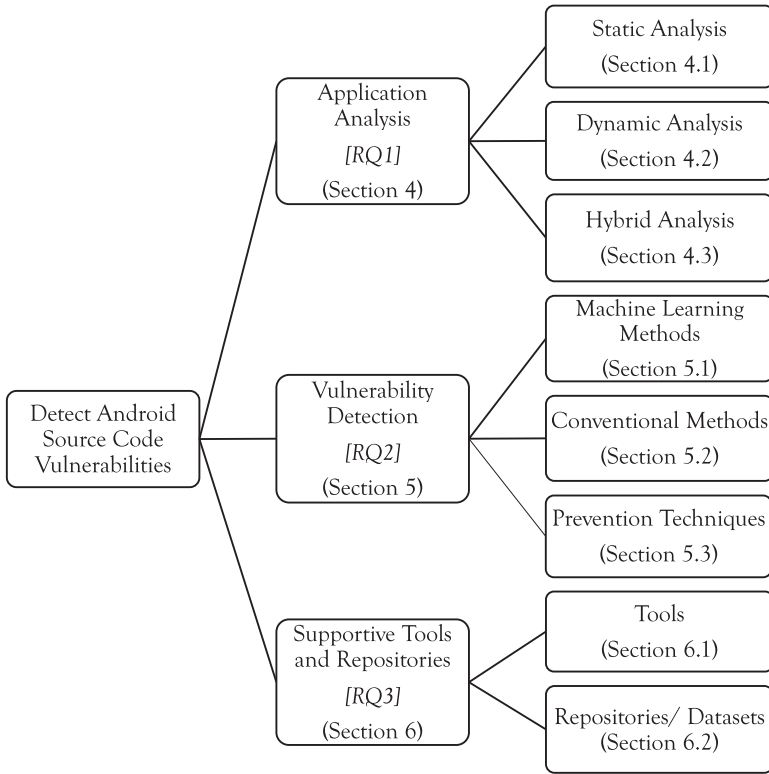 Detect Android
Source Code
Vulnerabilities
Application
Analysis
[RQ1]
(Section 4)
Static Analysis
(Section 4.1)
Dynamic Analysis
(Section 4.2)
Hybrid Analysis
(Section 4.3)
Vulnerability
Detection
[RQ2]
(Section 5)
Machine Learning
Methods
(Section 5.1)
Conventional Methods
(Section 5.2)
Prevention Techniques
(Section 5.3)
Supportive Tools
and Repositories
[RQ3]
(Section 6)
Tools
(Section 6.1)
Repositories/ Datasets
(Section 6.2)